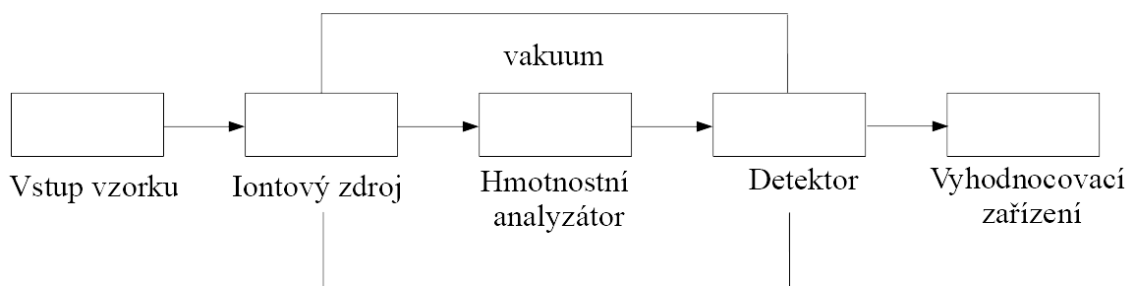 vakuum
Vstup vzorku
Iontový zdroj
Hmotnostní
analyzátor
Detektor
Vyhodnocovací
zařízení